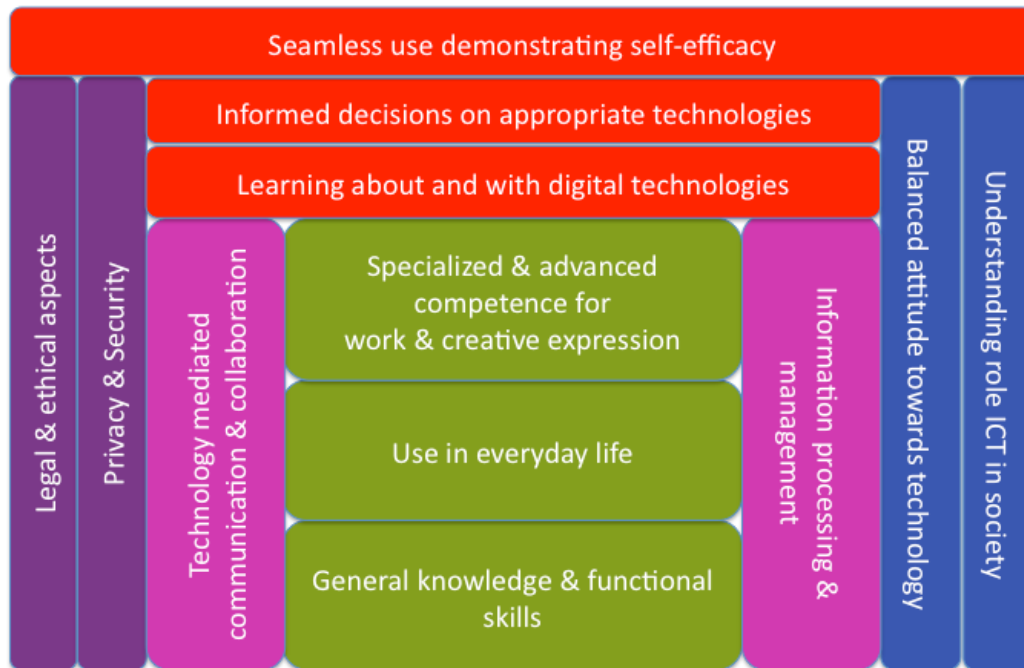 Seamless use demonstrating self-efficacy
Informed decisions on appropriate technologies
Learning about and with digital technologies
Legal & ethical aspects
Privacy & Security
Technology mediated
communication & collaboration
Specialized & advanced
competence for
work & creative expression
Use in everyday life
General knowledge & functional
skills
Information processing &
management
Balanced attitude towards technology
Understanding role ICT in society